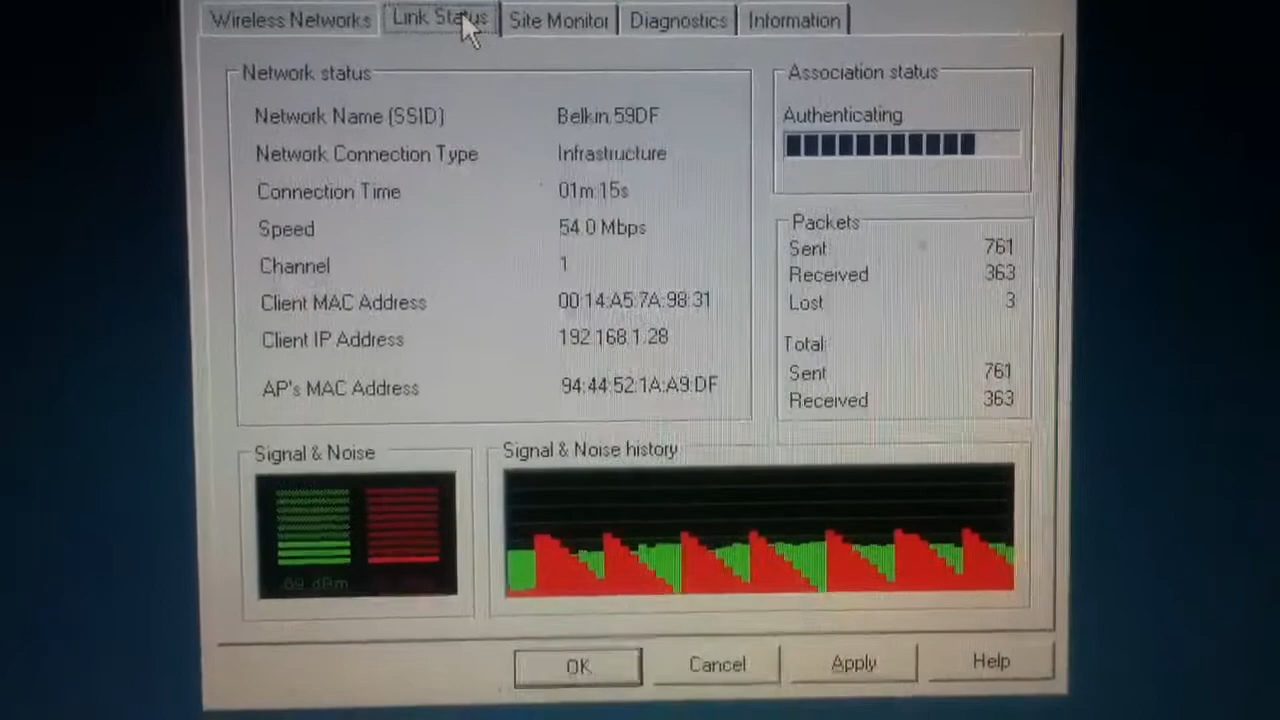 Wireless Networks Link Status Site Monitor Diagnostics Information
Network status
Network Name (SSID) Belkin.59DF
Network Connection Type Infrastructure
Connection Time 01m:15s
Speed 54.0 Mbps
Channel 1
Client MAC Address 00:14:A5:7A:98:31
Client IP Address 192.168.1.28
AP's MAC Address 94:44:52:1A:A9:DF
Association status
Authenticating
Packets
Sent 761
Received 363
Lost 3
Total:
Sent 761
Received 363
Signal & Noise
dBm
Signal & Noise history
OK Cancel Apply Help